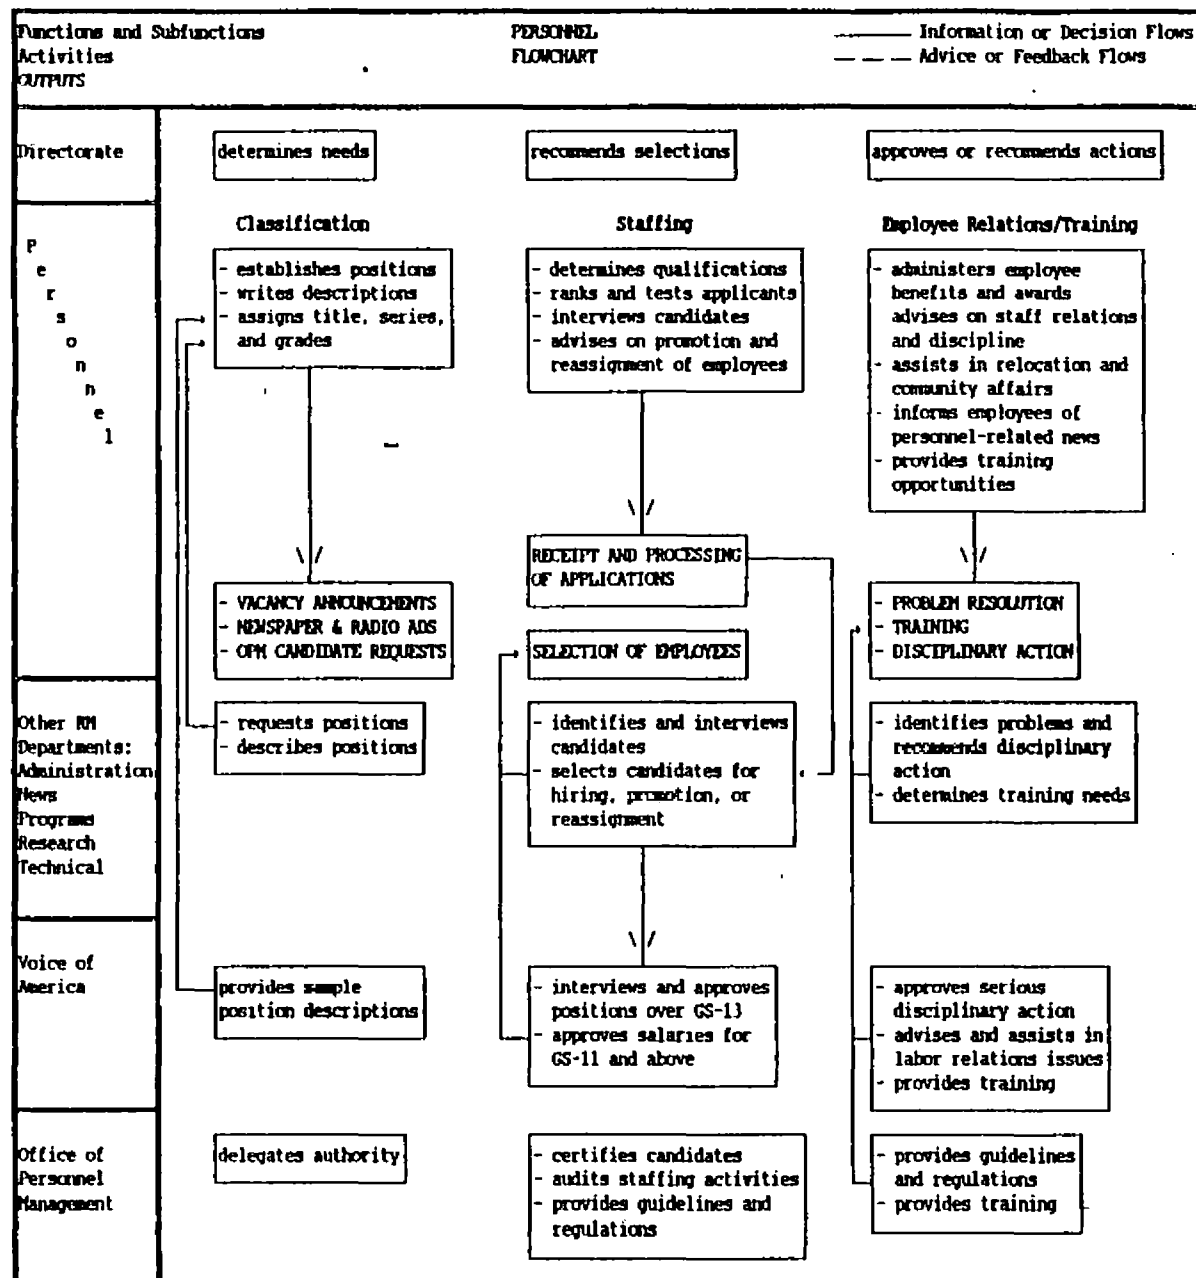 Functions and Subfunctions
Activities
OUTPUTS
PERSONNEL
FLOWCHART
Information or Decision Flows
Advice or Feedback Flows
Directorate
determines needs
recommends selections
approves or recommends actions
Personnel
Classification
- establishes positions
- writes descriptions
- assigns title, series,
and grades
- VACANCY ANNOUNCEMENTS
- NEWSPAPER & RADIO ADS
- OPM CANDIDATE REQUESTS
Staffing
- determines qualifications
- ranks and tests applicants
- interviews candidates
- advises on promotion and
reassignment of employees
RECEIPT AND PROCESSING
OF APPLICATIONS
SELECTION OF EMPLOYEES
Employee Relations/Training
- administers employee
benefits and awards
advises on staff relations
and discipline
- assists in relocation and
community affairs
- informs employees of
personnel-related news
- provides training
opportunities
- PROBLEM RESOLUTION
- TRAINING
- DISCIPLINARY ACTION
Other RM
Departments:
Administration
News
Programs
Research
Technical
- requests positions
- describes positions
- identifies and interviews
candidates
- selects candidates for
hiring, promotion, or
reassignment
- identifies problems and
recommends disciplinary
action
- determines training needs
Voice of
America
provides sample
position descriptions
- interviews and approves
positions over GS-13
- approves salaries for
GS-11 and above
- approves serious
disciplinary action
- advises and assists in
labor relations issues
- provides training
Office of
Personnel
Management
delegates authority
- certifies candidates
- audits staffing activities
- provides guidelines and
regulations
- provides guidelines
and regulations
- provides training